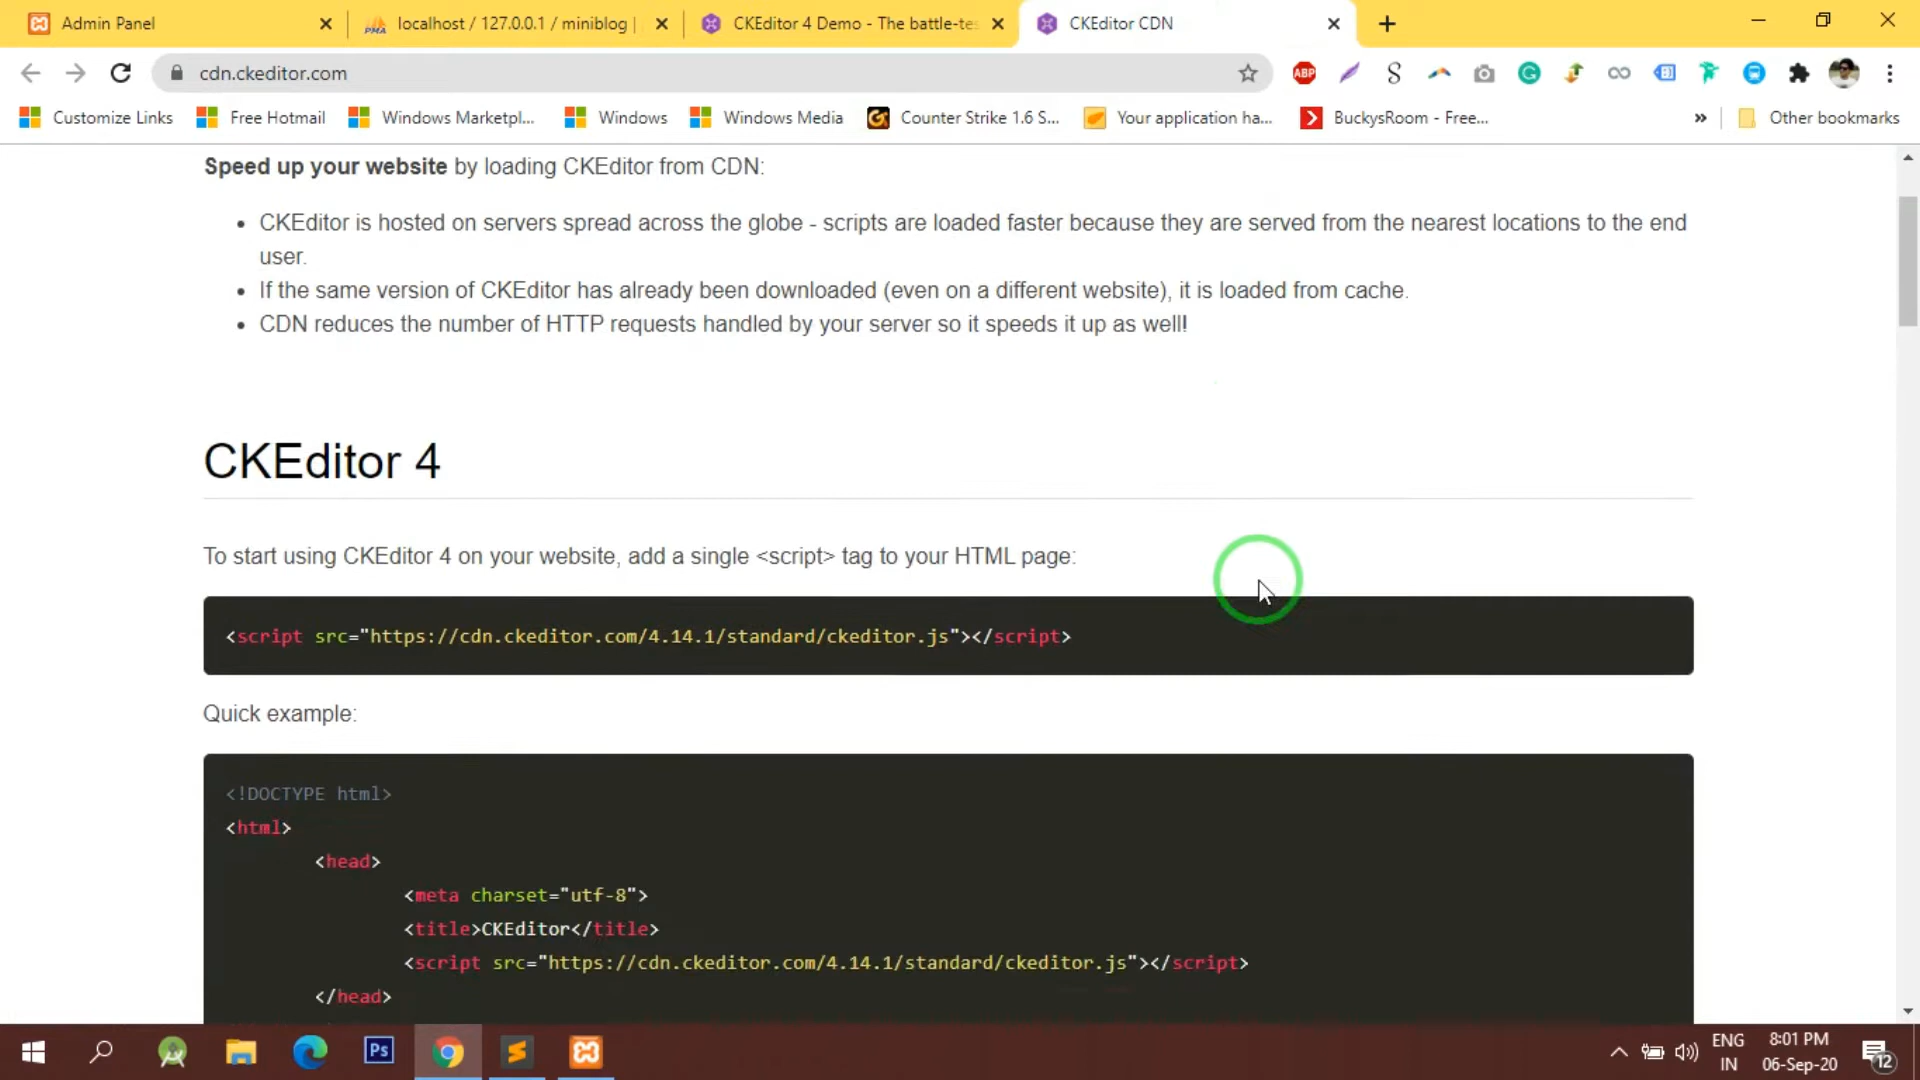 Admin Panel
localhost / 127.0.0.1 / miniblog |
CKEditor 4 Demo - The battle-tes
CKEditor CDN
cdn.ckeditor.com
ABP
Customize Links
Free Hotmail
Windows Marketpl...
Windows
Windows Media
Counter Strike 1.6 S...
Your application ha...
BuckysRoom - Free...
»
Other bookmarks
Speed up your website by loading CKEditor from CDN:
• CKEditor is hosted on servers spread across the globe - scripts are loaded faster because they are served from the nearest locations to the end
user.
• If the same version of CKEditor has already been downloaded (even on a different website), it is loaded from cache.
• CDN reduces the number of HTTP requests handled by your server so it speeds it up as well!
CKEditor 4
To start using CKEditor 4 on your website, add a single <script> tag to your HTML page:
<script src="https://cdn.ckeditor.com/4.14.1/standard/ckeditor.js"></script>
Quick example:
<!DOCTYPE html>
<html>
<head>
<meta charset="utf-8">
<title>CKEditor</title>
<script src="https://cdn.ckeditor.com/4.14.1/standard/ckeditor.js"></script>
</head>
Ps
ENG
IN
8:01 PM
06-Sep-20
12